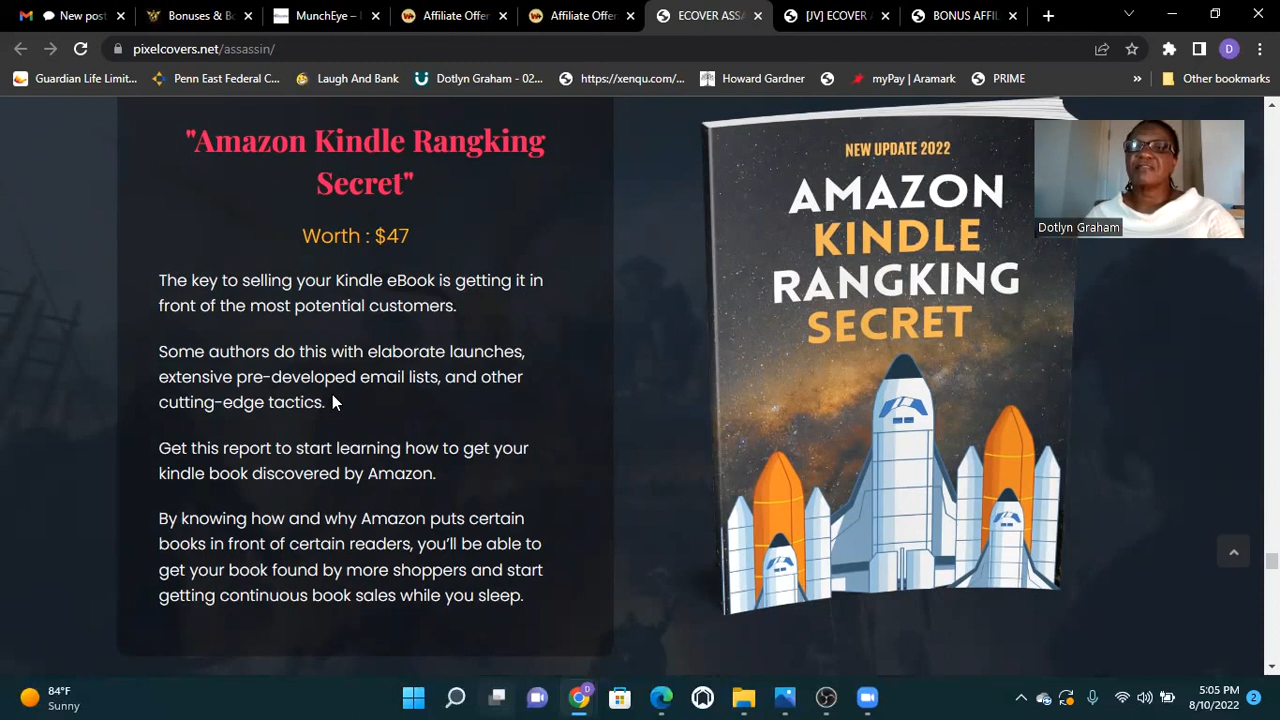 New post
Bonuses & Bo
MunchEye –
Affiliate Offer
Affiliate Offer
ECOVER ASSA
[JV] ECOVER
BONUS AFFIL
pixelcovers.net/assassin/
D
Guardian Life Limit...
Penn East Federal C...
Laugh And Bank
Dotlyn Graham - 02...
https://xenqu.com/...
Howard Gardner
myPay | Aramark
PRIME
»
Other bookmarks
"Amazon Kindle Rangking
Secret"
Worth : $47
The key to selling your Kindle eBook is getting it in
front of the most potential customers.
Some authors do this with elaborate launches,
extensive pre-developed email lists, and other
cutting-edge tactics.
Get this report to start learning how to get your
kindle book discovered by Amazon.
By knowing how and why Amazon puts certain
books in front of certain readers, you'll be able to
get your book found by more shoppers and start
getting continuous book sales while you sleep.
NEW UPDATE 2022
AMAZON
KINDLE
RANGKING
SECRET
Dotlyn Graham
84°F
Sunny
5:05 PM
8/10/2022
2